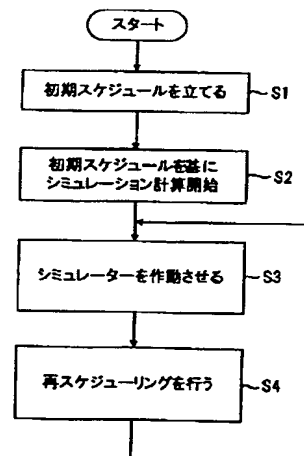 スタート
初期スケジュールを立てる
S1
初期スケジュールを基に
シミュレーション計算開始
S2
シミュレーターを作動させる
S3
再スケジューリングを行う
S4